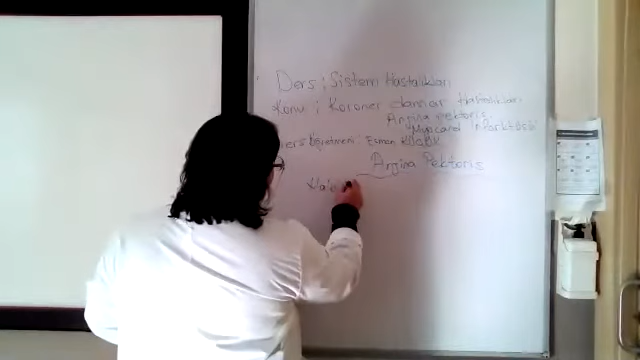 Ders ; Sistem Hastalıkları
Konu ; Koroner damar Hastalıkları
Angina Pektoris
Myocard Infarktüsü
Ders Öğretmeni : Esman
Angina Pektoris